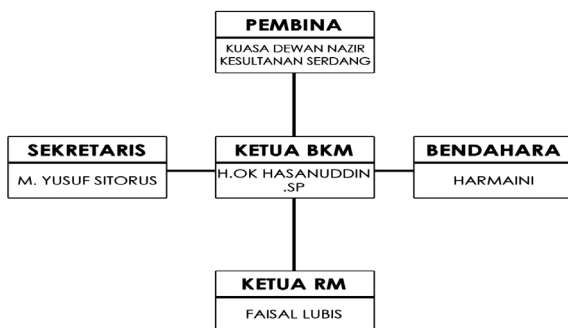 PEMBINA
KUASA DEWAN NAZIR
KESULTANAN SERDANG
SEKRETARIS
M. YUSUF SITORUS
KETUA BKM
H.OK HASANUDDIN
.SP
BENDAHARA
HARMAINI
KETUA RM
FAISAL LUBIS